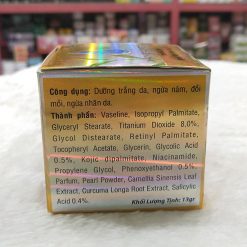 Công dụng: Dưỡng trắng da, ngừa nám, đồi
mồi, ngừa nhăn da.
Thành phần: Vaseline, Isopropyl Palmitate,
Glyceryl Stearate, Titanium Dioxide 8.0%,
Glycol Distearate, Retinyl Palmitate,
Tocopheryl Acetate, Glycerin, Glycolic Acid
0.5%, Kojic dipalmitate, Niacinamide,
Propylene Glycol, Phenoxyethanol 0.5%,
Parfum, Pearl Powder, Camellia Sinensis Leaf
Extract, Curcuma Longa Root Extract, Salicylic
Acid 0.4%.
Khối Lượng Tịnh: 13gr